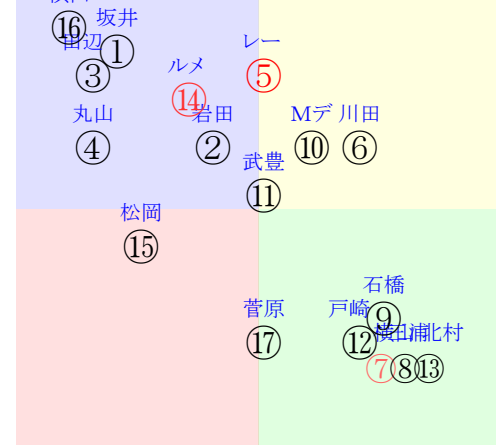 ⑯
坂井
①
田辺
③
レー
⑤
ルメ
⑭
丸山
④
岩田
②
Mデ
⑩
川田
⑥
武豊
⑪
松岡
⑮
石橋
⑨
菅原
⑰
戸崎
⑫
北村
⑦
⑧
⑬